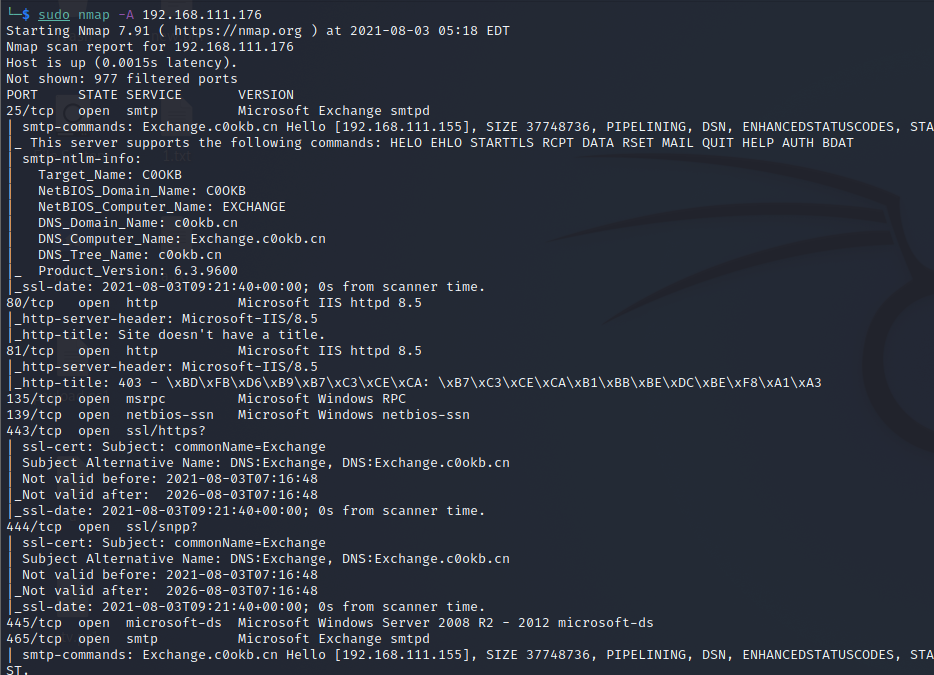 └─$ sudo nmap -A 192.168.111.176
Starting Nmap 7.91 ( https://nmap.org ) at 2021-08-03 05:18 EDT
Nmap scan report for 192.168.111.176
Host is up (0.0015s latency).
Not shown: 977 filtered ports
PORT    STATE SERVICE       VERSION
25/tcp  open  smtp          Microsoft Exchange smtpd
| smtp-commands: Exchange.c0okb.cn Hello [192.168.111.155], SIZE 37748736, PIPELINING, DSN, ENHANCEDSTATUSCODES, STA
|_ This server supports the following commands: HELO EHLO STARTTLS RCPT DATA RSET MAIL QUIT HELP AUTH BDAT
| smtp-ntlm-info:
|   Target_Name: C0OKB
|   NetBIOS_Domain_Name: C0OKB
|   NetBIOS_Computer_Name: EXCHANGE
|   DNS_Domain_Name: c0okb.cn
|   DNS_Computer_Name: Exchange.c0okb.cn
|   DNS_Tree_Name: c0okb.cn
|_  Product_Version: 6.3.9600
|_ssl-date: 2021-08-03T09:21:40+00:00; 0s from scanner time.
80/tcp  open  http          Microsoft IIS httpd 8.5
|_http-server-header: Microsoft-IIS/8.5
|_http-title: Site doesn't have a title.
81/tcp  open  http          Microsoft IIS httpd 8.5
|_http-server-header: Microsoft-IIS/8.5
|_http-title: 403 - \xBD\xFB\xD6\xB9\xB7\xC3\xCE\xCA: \xB7\xC3\xCE\xCA\xB1\xBB\xBE\xDC\xBE\xF8\xA1\xA3
135/tcp open  msrpc         Microsoft Windows RPC
139/tcp open  netbios-ssn   Microsoft Windows netbios-ssn
443/tcp open  ssl/https?
| ssl-cert: Subject: commonName=Exchange
| Subject Alternative Name: DNS:Exchange, DNS:Exchange.c0okb.cn
| Not valid before: 2021-08-03T07:16:48
|_Not valid after:  2026-08-03T07:16:48
|_ssl-date: 2021-08-03T09:21:40+00:00; 0s from scanner time.
444/tcp open  ssl/snpp?
| ssl-cert: Subject: commonName=Exchange
| Subject Alternative Name: DNS:Exchange, DNS:Exchange.c0okb.cn
| Not valid before: 2021-08-03T07:16:48
|_Not valid after:  2026-08-03T07:16:48
|_ssl-date: 2021-08-03T09:21:40+00:00; 0s from scanner time.
445/tcp open  microsoft-ds  Microsoft Windows Server 2008 R2 - 2012 microsoft-ds
465/tcp open  smtp          Microsoft Exchange smtpd
| smtp-commands: Exchange.c0okb.cn Hello [192.168.111.155], SIZE 37748736, PIPELINING, DSN, ENHANCEDSTATUSCODES, STA
ST,